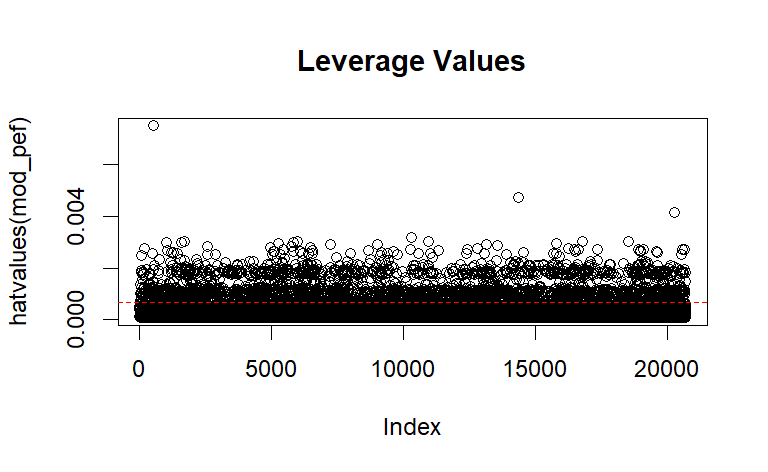 Leverage Values
hatvalues(mod_pef)
0.004
0.000
0 5000 10000 15000 20000
Index